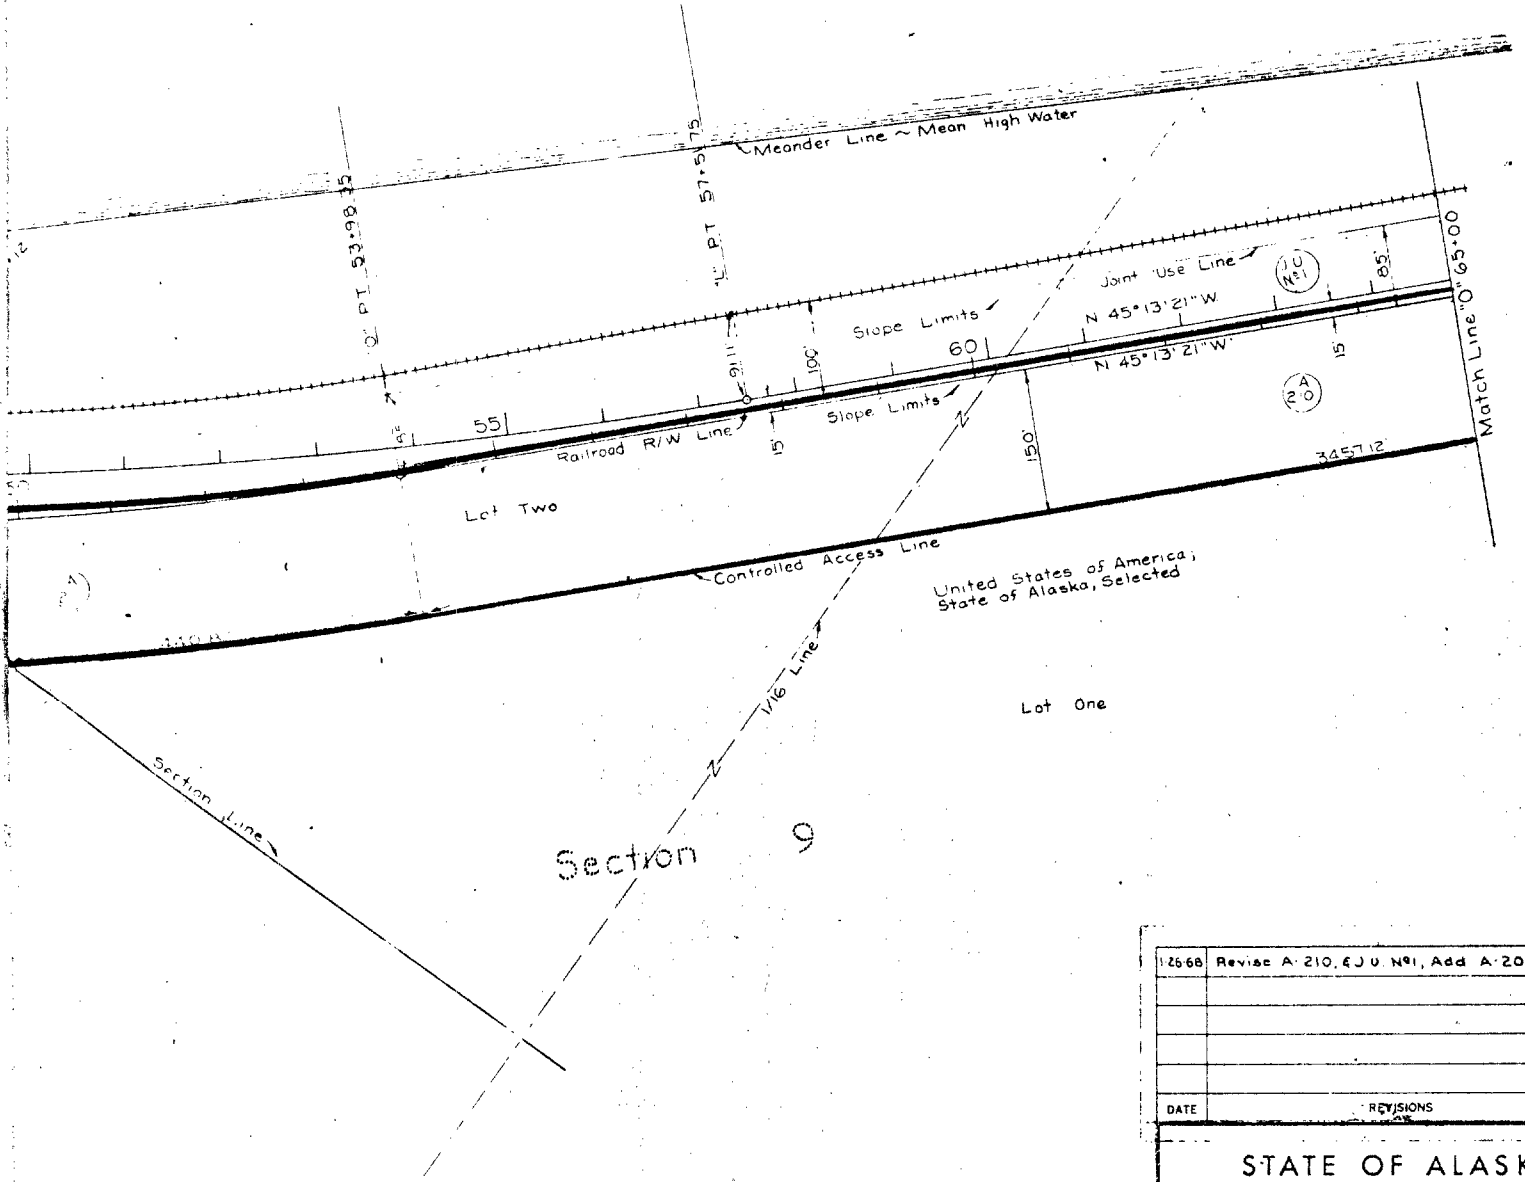 Meander Line ~ Mean High Water
12
"O" PT 53+98.35
"L" PT 57+51.75
Joint Use Line
J U
Nº1
85'
Match Line "O" 65+00
Slope Limits
N 45° 13' 21" W.
60
91.11'
100'
N 45° 13' 21" W.
15'
A
2·0
Slope Limits
55
Railroad R/W Line
15'
150'
3457.12'
Lot Two
Controlled Access Line
United States of America;
State of Alaska, Selected
1/16 Line
Lot One
Section Line
Section 9
1-26-68 Revise A-210, & J U. Nº1, Add A-20
DATE REVISIONS
STATE OF ALASK